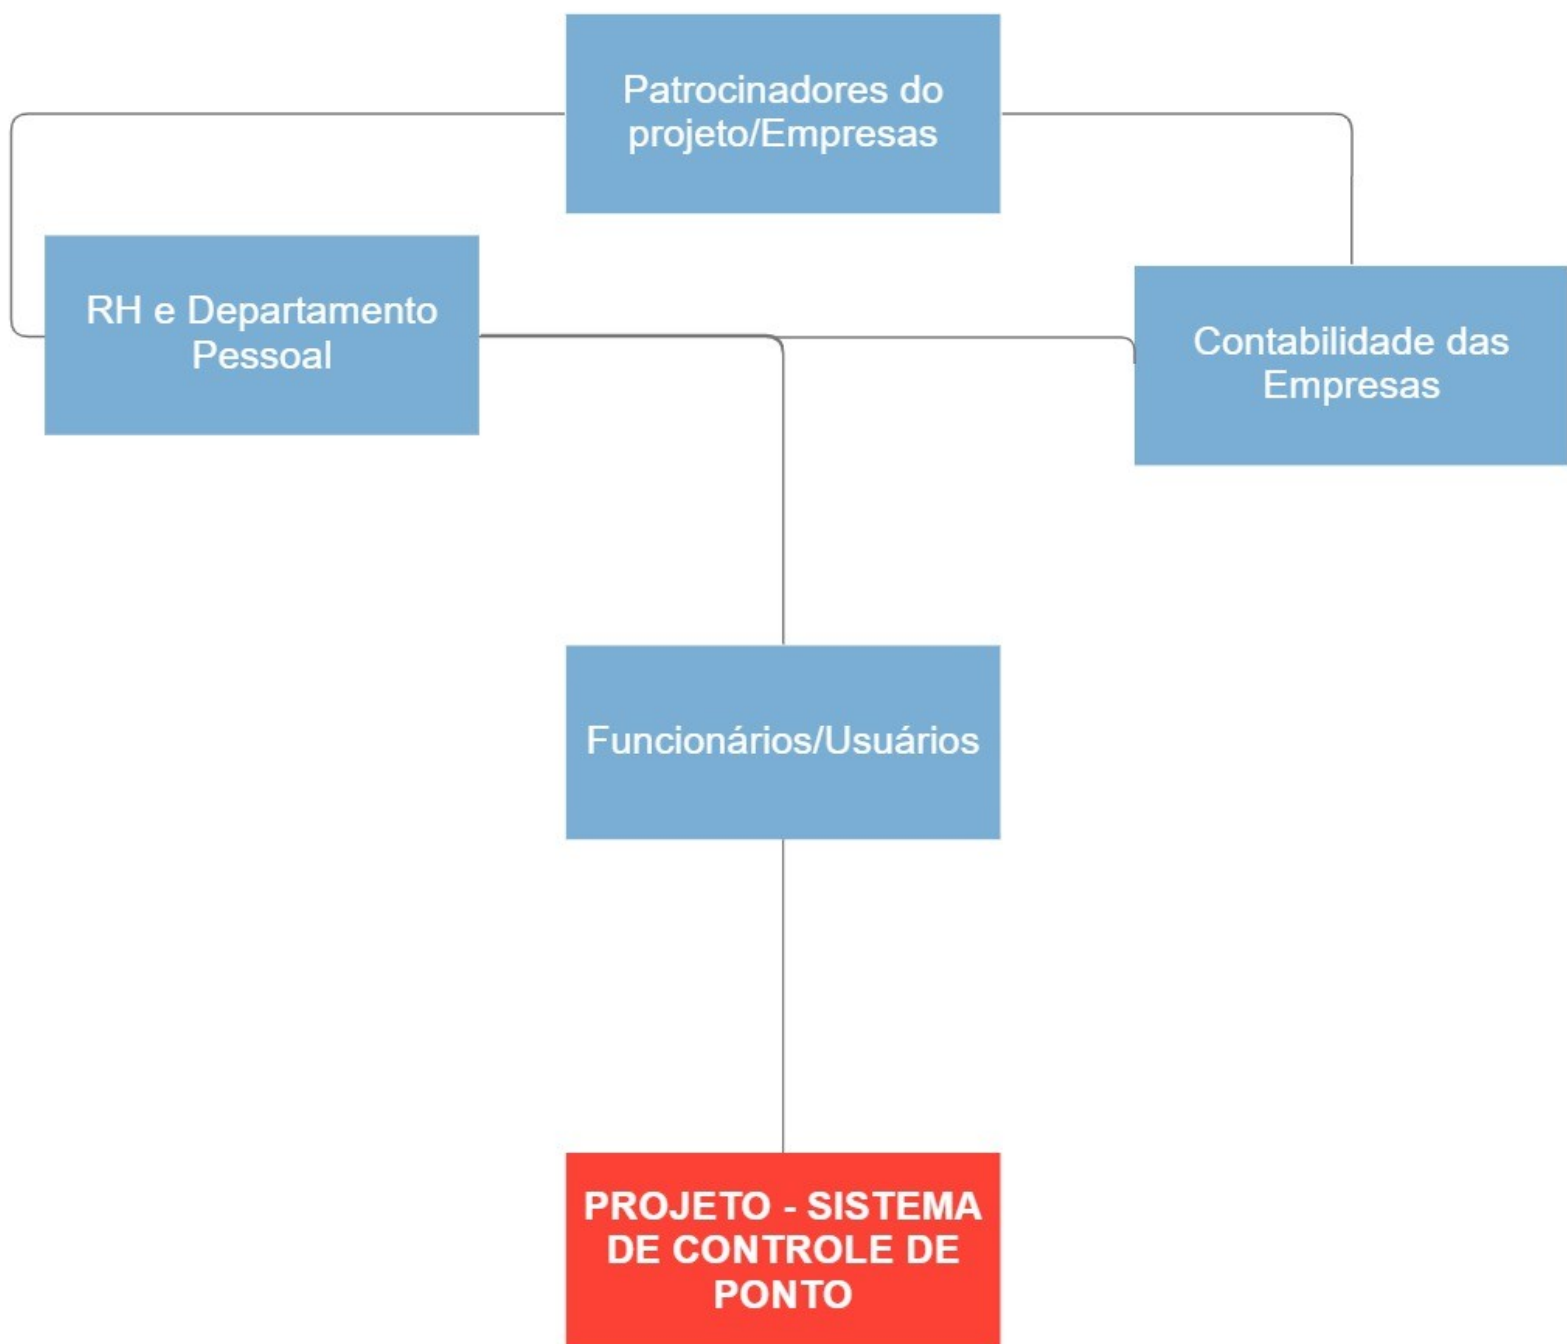 Patrocinadores do
projeto/Empresas
RH e Departamento
Pessoal
Contabilidade das
Empresas
Funcionários/Usuários
PROJETO - SISTEMA
DE CONTROLE DE
PONTO